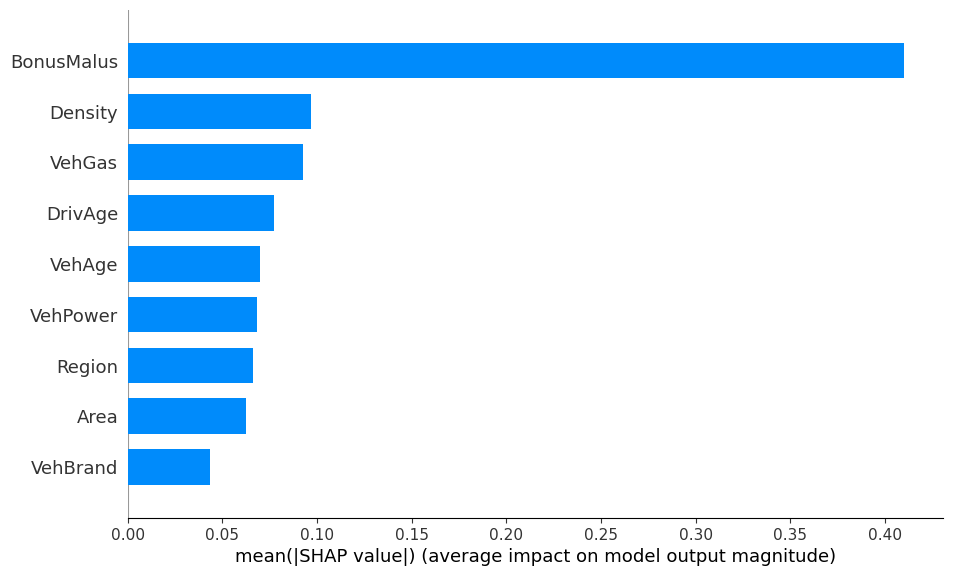 BonusMalus
Density
VehGas
DrivAge
VehAge
VehPower
Region
Area
VehBrand
0.00 0.05 0.10 0.15 0.20 0.25 0.30 0.35 0.40
mean(|SHAP value|) (average impact on model output magnitude)